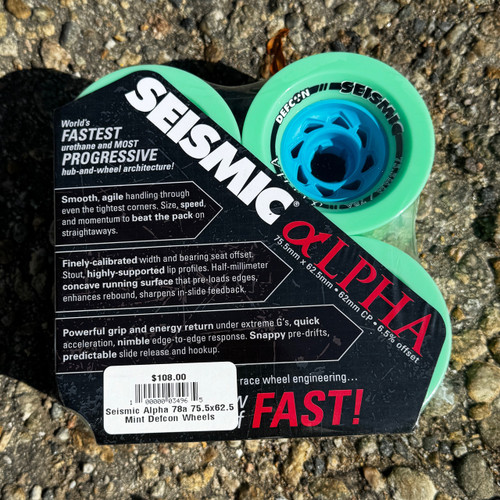 SEISMIC
αLPHA
75.5mm x 62.5mm • 62mm CP • 6.5% offset
World's
FASTEST
urethane and MOST
PROGRESSIVE
hub-and-wheel architecture!
Smooth, agile handling through
even the tightest corners. Size, speed,
and momentum to beat the pack on
straightaways.
Finely-calibrated width and bearing seat offset.
Stout, highly-supported lip profiles. Half-millimeter
concave running surface that pre-loads edges,
enhances rebound, sharpens in-slide feedback.
Powerful grip and energy return under extreme G's, quick
acceleration, nimble edge-to-edge response. Snappy pre-drifts,
predictable slide release and hookup.
race wheel engineering...
FAST!
$108.00
1 00000 03496 5
Seismic Alpha 78a 75.5x62.5
Mint Defcon Wheels
DEFCON // SEISMIC